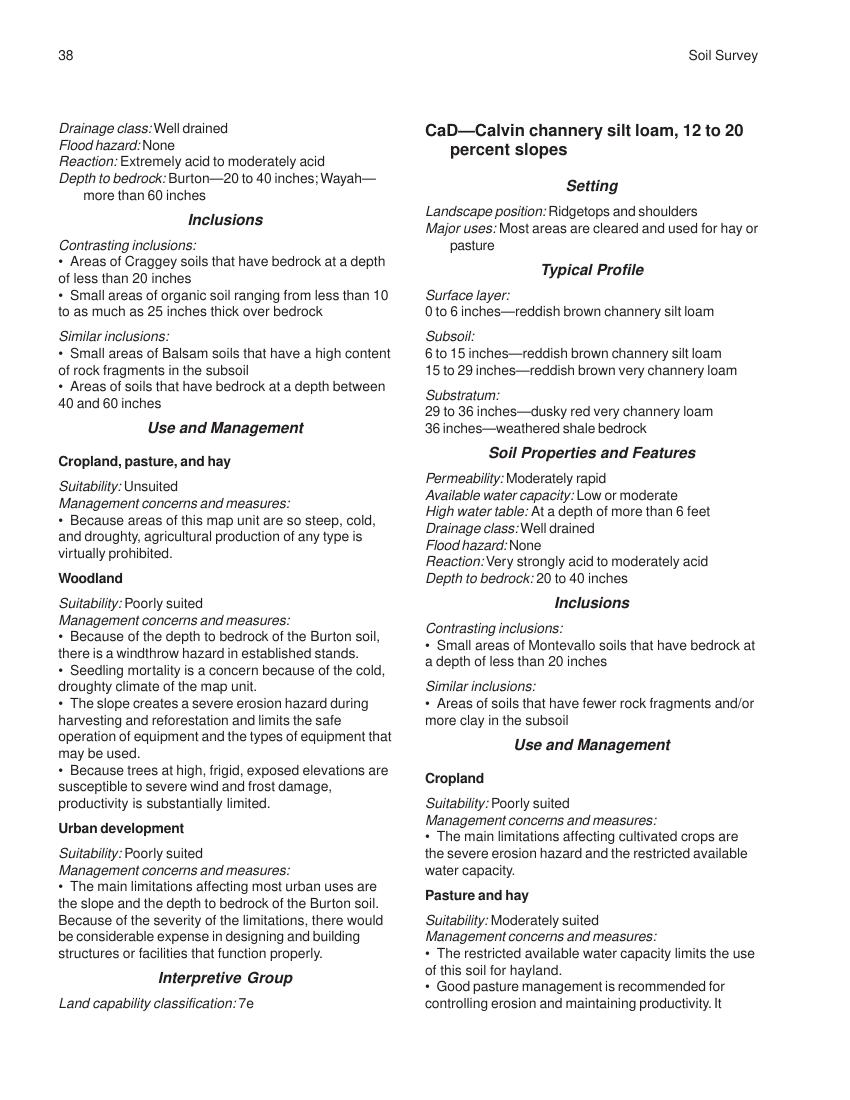 38
Soil Survey
Drainage class: Well drained
Flood hazard: None
Reaction: Extremely acid to moderately acid
Depth to bedrock: Burton—20 to 40 inches; Wayah—
more than 60 inches
Inclusions
Contrasting inclusions:
• Areas of Craggey soils that have bedrock at a depth
of less than 20 inches
• Small areas of organic soil ranging from less than 10
to as much as 25 inches thick over bedrock
Similar inclusions:
• Small areas of Balsam soils that have a high content
of rock fragments in the subsoil
• Areas of soils that have bedrock at a depth between
40 and 60 inches
Use and Management
Cropland, pasture, and hay
Suitability: Unsuited
Management concerns and measures:
• Because areas of this map unit are so steep, cold,
and droughty, agricultural production of any type is
virtually prohibited.
Woodland
Suitability: Poorly suited
Management concerns and measures:
• Because of the depth to bedrock of the Burton soil,
there is a windthrow hazard in established stands.
• Seedling mortality is a concern because of the cold,
droughty climate of the map unit.
• The slope creates a severe erosion hazard during
harvesting and reforestation and limits the safe
operation of equipment and the types of equipment that
may be used.
• Because trees at high, frigid, exposed elevations are
susceptible to severe wind and frost damage,
productivity is substantially limited.
Urban development
Suitability: Poorly suited
Management concerns and measures:
• The main limitations affecting most urban uses are
the slope and the depth to bedrock of the Burton soil.
Because of the severity of the limitations, there would
be considerable expense in designing and building
structures or facilities that function properly.
Interpretive Group
Land capability classification: 7e
CaD—Calvin channery silt loam, 12 to 20
percent slopes
Setting
Landscape position: Ridgetops and shoulders
Major uses: Most areas are cleared and used for hay or
pasture
Typical Profile
Surface layer:
0 to 6 inches—reddish brown channery silt loam
Subsoil:
6 to 15 inches—reddish brown channery silt loam
15 to 29 inches—reddish brown very channery loam
Substratum:
29 to 36 inches—dusky red very channery loam
36 inches—weathered shale bedrock
Soil Properties and Features
Permeability: Moderately rapid
Available water capacity: Low or moderate
High water table: At a depth of more than 6 feet
Drainage class: Well drained
Flood hazard: None
Reaction: Very strongly acid to moderately acid
Depth to bedrock: 20 to 40 inches
Inclusions
Contrasting inclusions:
• Small areas of Montevallo soils that have bedrock at
a depth of less than 20 inches
Similar inclusions:
• Areas of soils that have fewer rock fragments and/or
more clay in the subsoil
Use and Management
Cropland
Suitability: Poorly suited
Management concerns and measures:
• The main limitations affecting cultivated crops are
the severe erosion hazard and the restricted available
water capacity.
Pasture and hay
Suitability: Moderately suited
Management concerns and measures:
• The restricted available water capacity limits the use
of this soil for hayland.
• Good pasture management is recommended for
controlling erosion and maintaining productivity. It